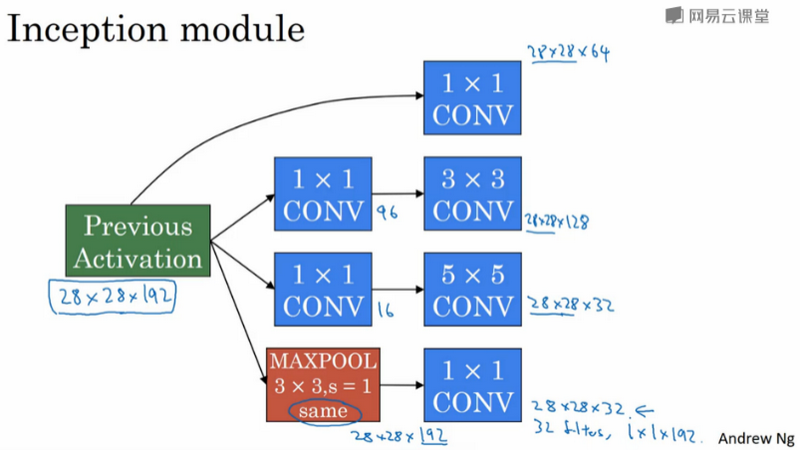 网易云课堂
Inception module
28×28×64
1 × 1
CONV
1 × 1
CONV
96
3 × 3
CONV
28×28×128
Previous
Activation
28×28×192
1 × 1
CONV
16
5 × 5
CONV
28×28×32
MAXPOOL
3 × 3,s = 1
same
28×28×192
1 × 1
CONV
28×28×32
32 filters, 1×1×192.
Andrew Ng